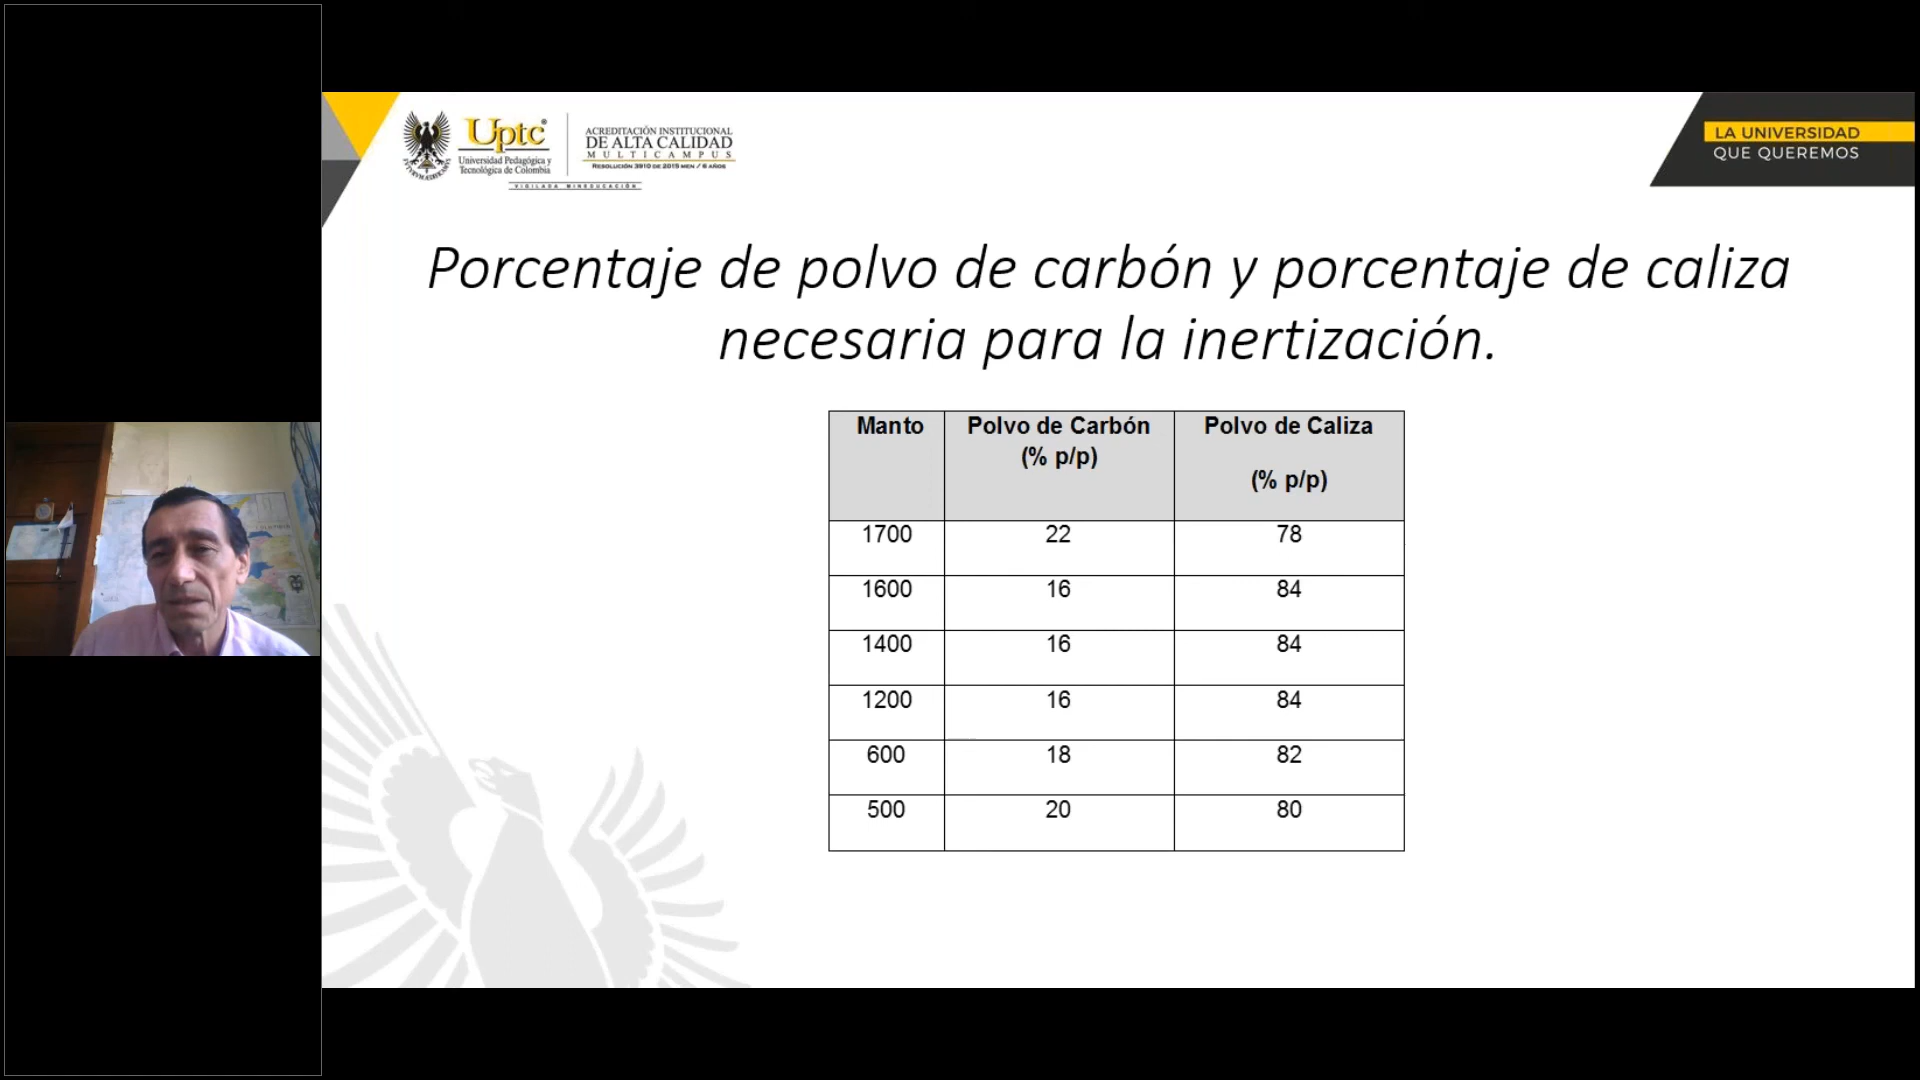 Uptc®
Universidad Pedagógica y
Tecnológica de Colombia
ACREDITACIÓN INSTITUCIONAL
DE ALTA CALIDAD
MULTICAMPUS
RESOLUCIÓN 3910 DE 2015 MEN / 6 AÑOS
VIGILADA MINEDUCACIÓN
LA UNIVERSIDAD
QUE QUEREMOS
Porcentaje de polvo de carbón y porcentaje de caliza
necesaria para la inertización.
Manto Polvo de Carbón (% p/p) Polvo de Caliza (% p/p)
1700 22 78
1600 16 84
1400 16 84
1200 16 84
600 18 82
500 20 80